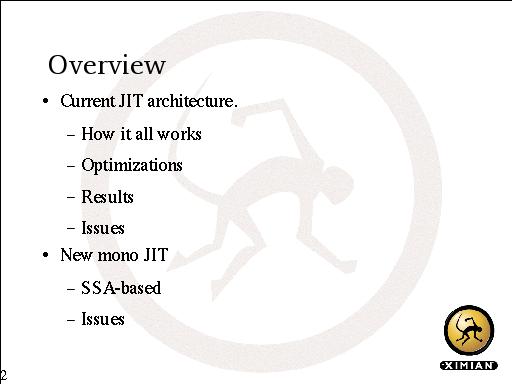 Overview
• Current JIT architecture.
– How it all works
– Optimizations
– Results
– Issues
• New mono JIT
– SSA-based
– Issues
XIMIAN
2